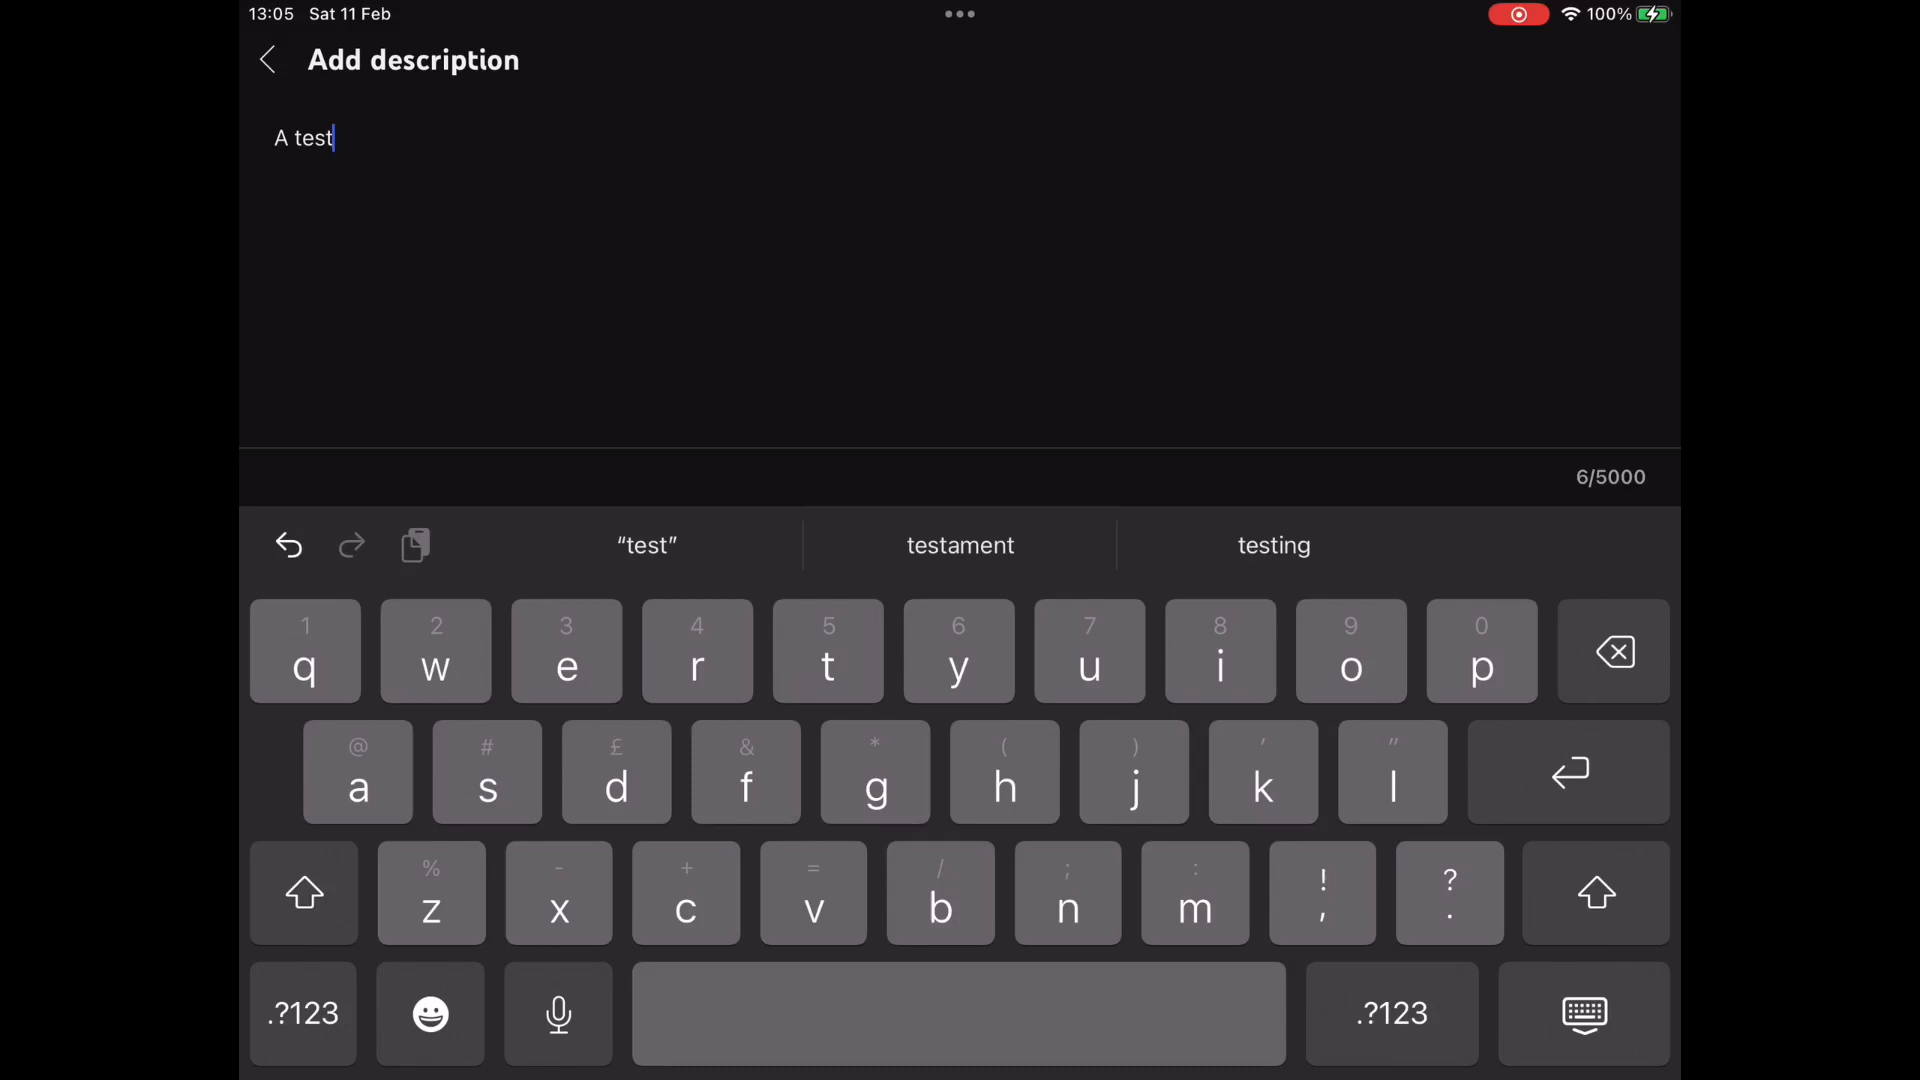 13:05 Sat 11 Feb
100%
Add description
A test
6/5000
“test” testament testing
1 2 3 4 5 6 7 8 9 0
q w e r t y u i o p
@ # £ & * ( ) ' "
a s d f g h j k l
% - + = / ; : ! ?
z x c v b n m , .
.?123 .?123